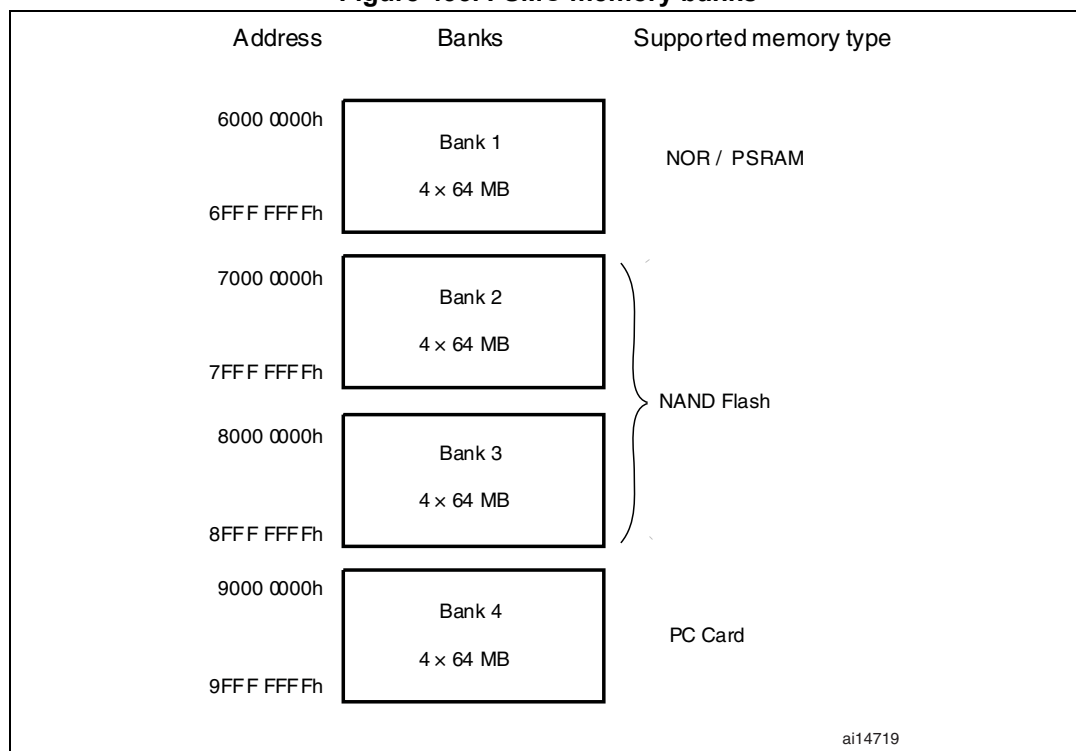 Address Banks Supported memory type
6000 0000h
Bank 1
NOR / PSRAM
4 × 64 MB
6FFF FFFFh
7000 0000h
Bank 2
4 × 64 MB
7FFF FFFFh
NAND Flash
8000 0000h
Bank 3
4 × 64 MB
8FFF FFFFh
9000 0000h
Bank 4
PC Card
4 × 64 MB
9FFF FFFFh
ai14719